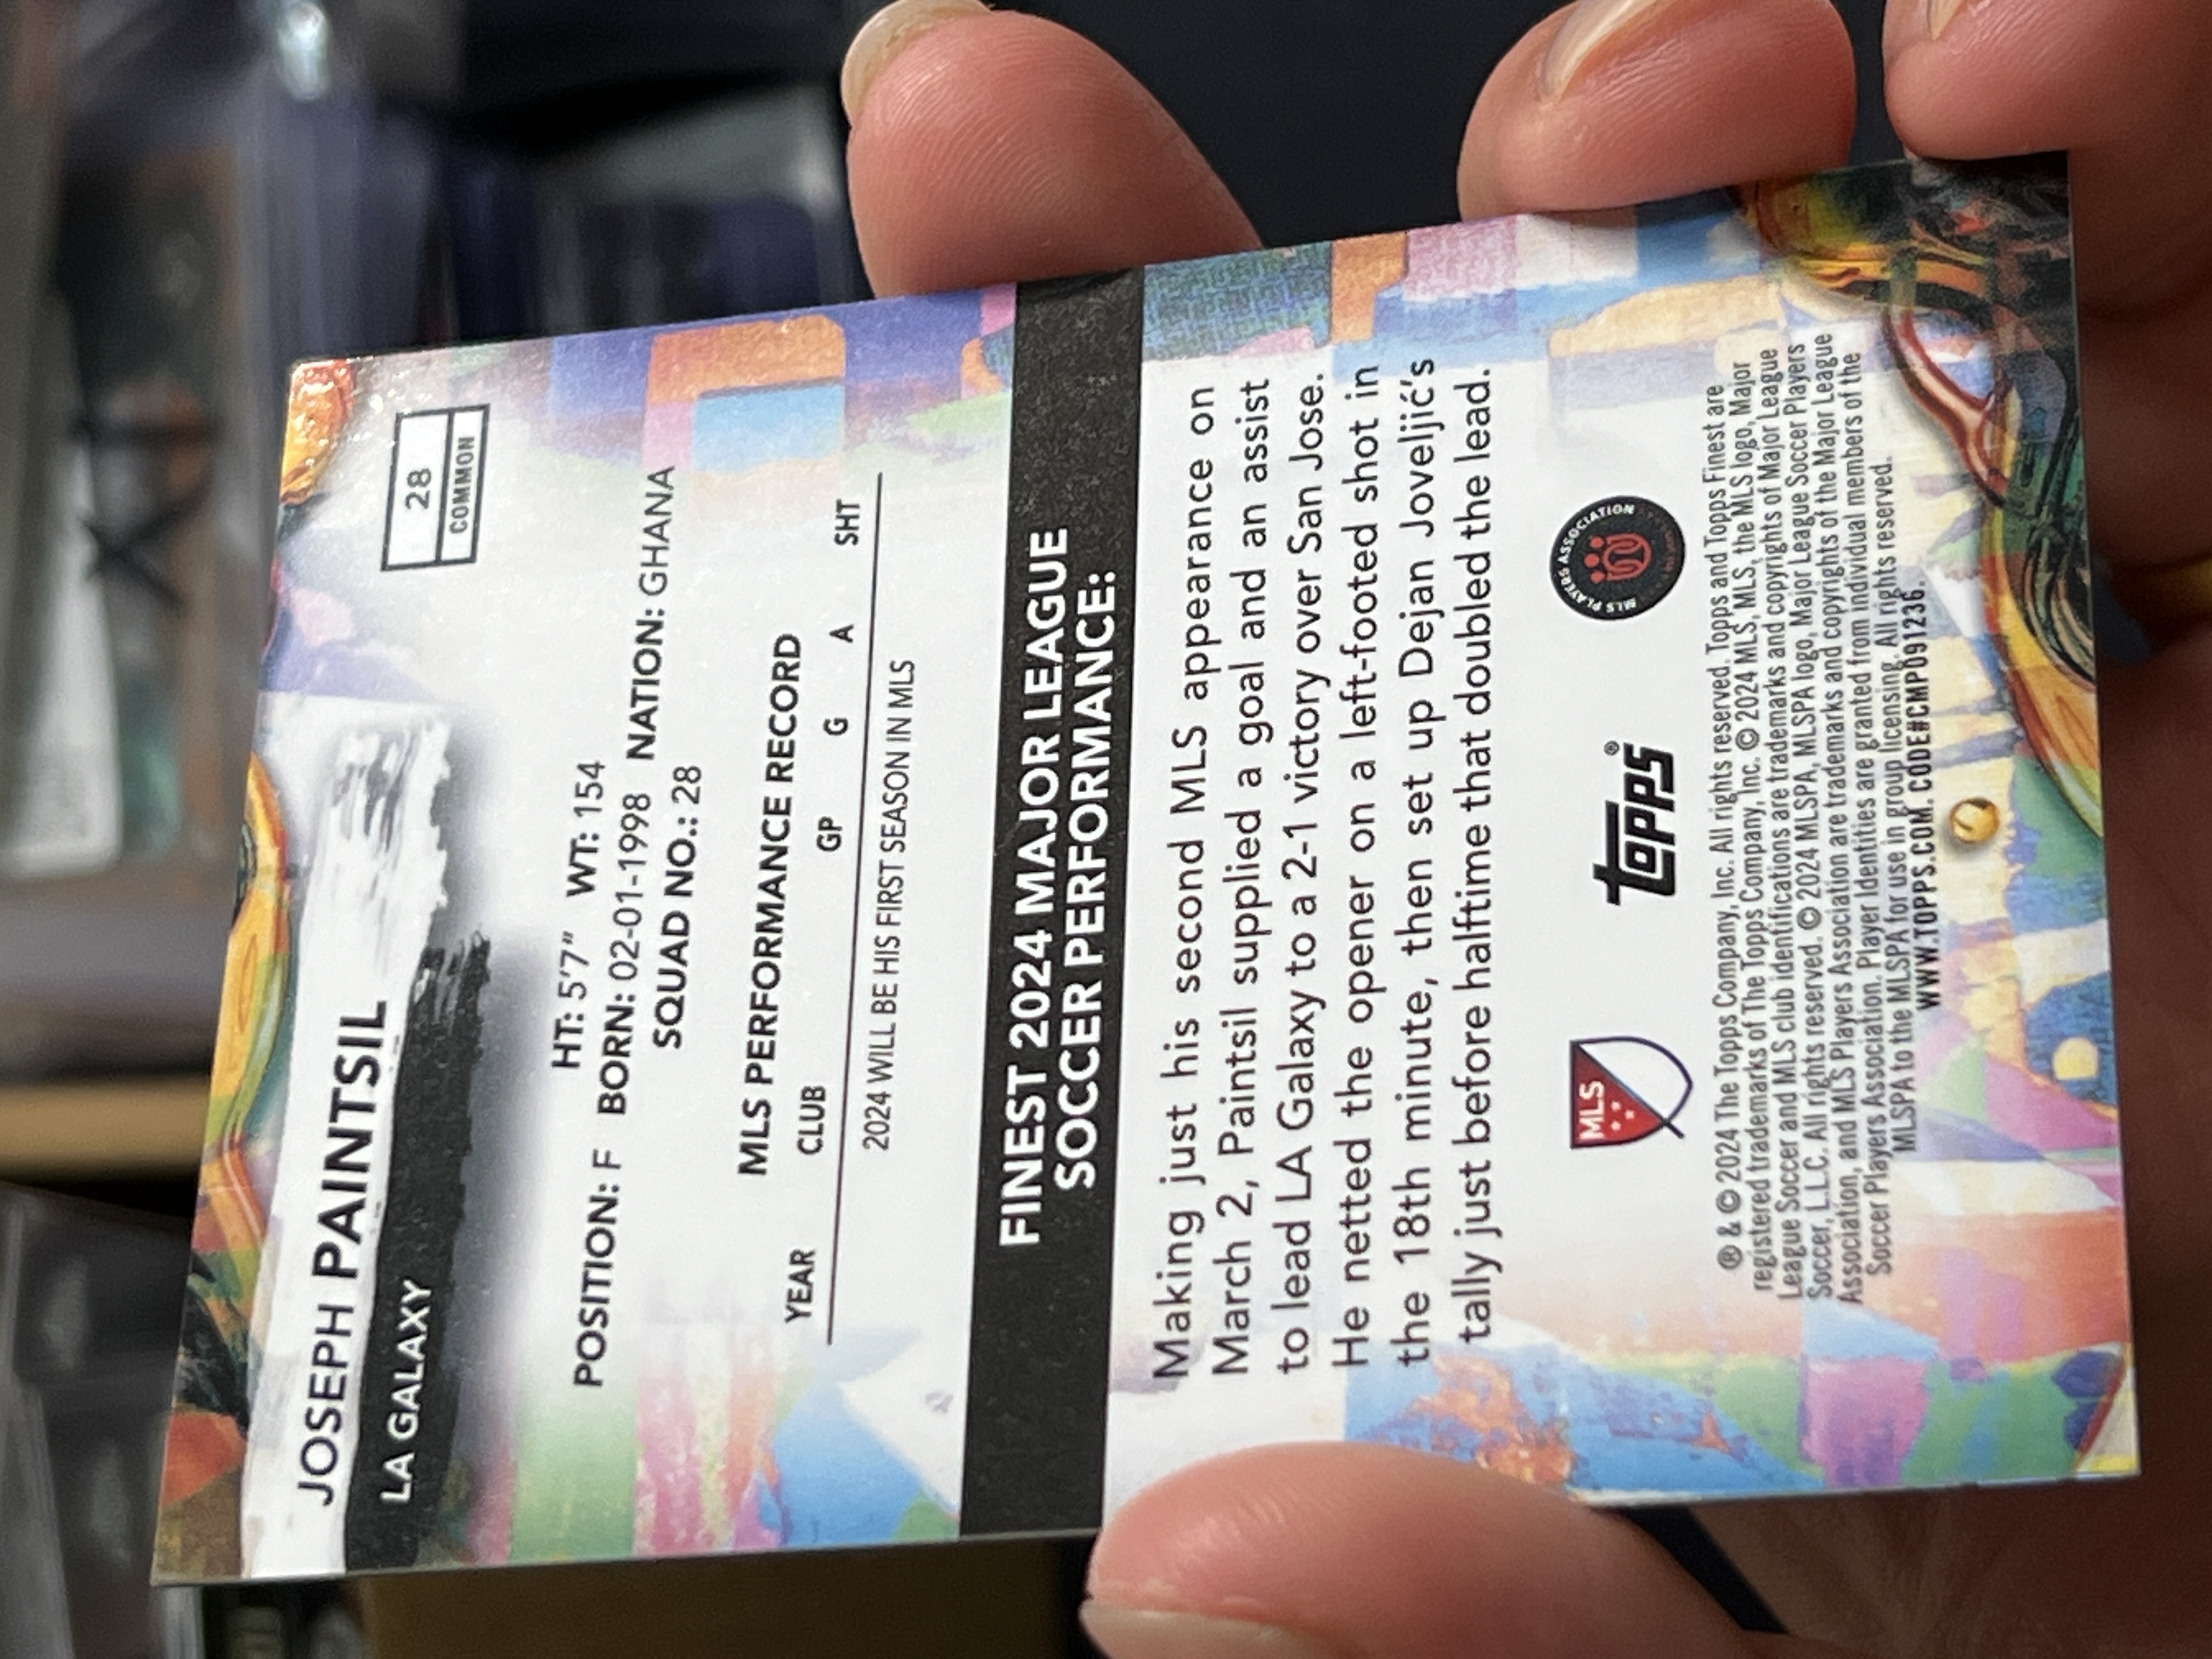 JOSEPH PAINTSIL
LA GALAXY
28
COMMON
HT: 5'7" WT: 154
POSITION: F BORN: 02-01-1998 NATION: GHANA
SQUAD NO.: 28
MLS PERFORMANCE RECORD
YEAR CLUB GP G A SHT
2024 WILL BE HIS FIRST SEASON IN MLS
FINEST 2024 MAJOR LEAGUE
SOCCER PERFORMANCE:
Making just his second MLS appearance on
March 2, Paintsil supplied a goal and an assist
to lead LA Galaxy to a 2-1 victory over San Jose.
He netted the opener on a left-footed shot in
the 18th minute, then set up Dejan Joveljić's
tally just before halftime that doubled the lead.
MLS
topps®
MLS PLAYERS ASSOCIATION
® & © 2024 The Topps Company, Inc. All rights reserved. Topps and Topps Finest are
registered trademarks of The Topps Company, Inc. © 2024 MLS, MLS, the MLS logo, Major
League Soccer and MLS club identifications are trademarks and copyrights of Major League
Soccer, L.L.C. All rights reserved. © 2024 MLSPA, MLSPA logo, Major League Soccer Players
Association, and MLS Players Association are trademarks and copyrights of the Major League
Soccer Players Association. Player Identities are granted from individual members of the
MLSPA to the MLSPA for use in group licensing. All rights reserved.
WWW.TOPPS.COM. CODE#CMP091236.